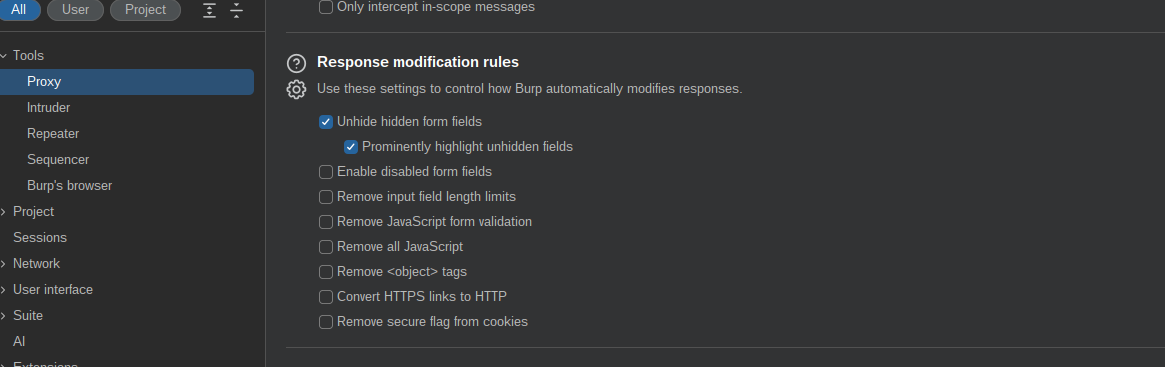 All
User
Project
Tools
Proxy
Intruder
Repeater
Sequencer
Burp's browser
Project
Sessions
Network
User interface
Suite
AI
Extensions
Only intercept in-scope messages
Response modification rules
Use these settings to control how Burp automatically modifies responses.
Unhide hidden form fields
Prominently highlight unhidden fields
Enable disabled form fields
Remove input field length limits
Remove JavaScript form validation
Remove all JavaScript
Remove <object> tags
Convert HTTPS links to HTTP
Remove secure flag from cookies